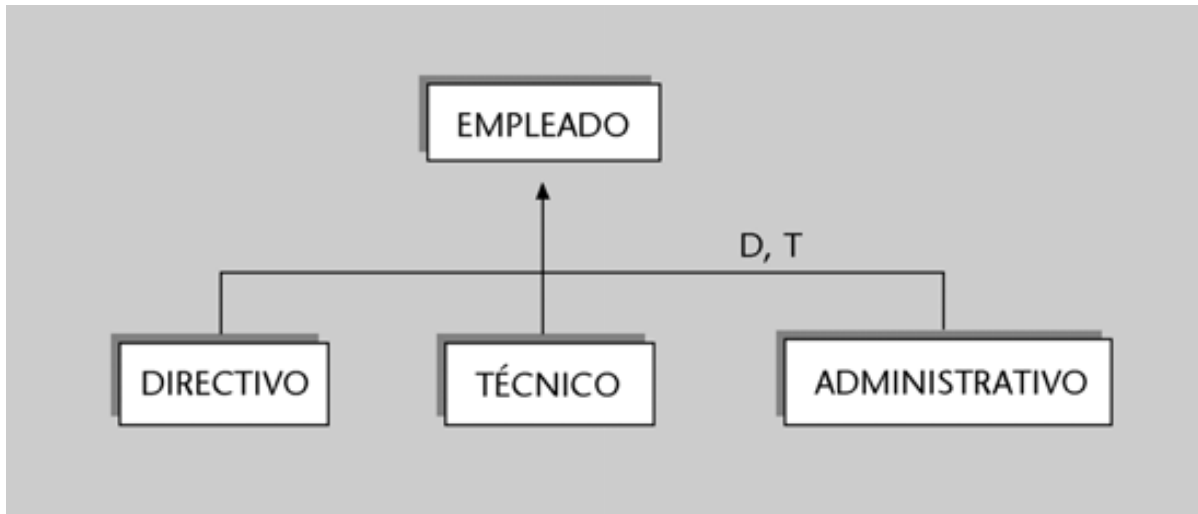 EMPLEADO
D, T
DIRECTIVO
TÉCNICO
ADMINISTRATIVO